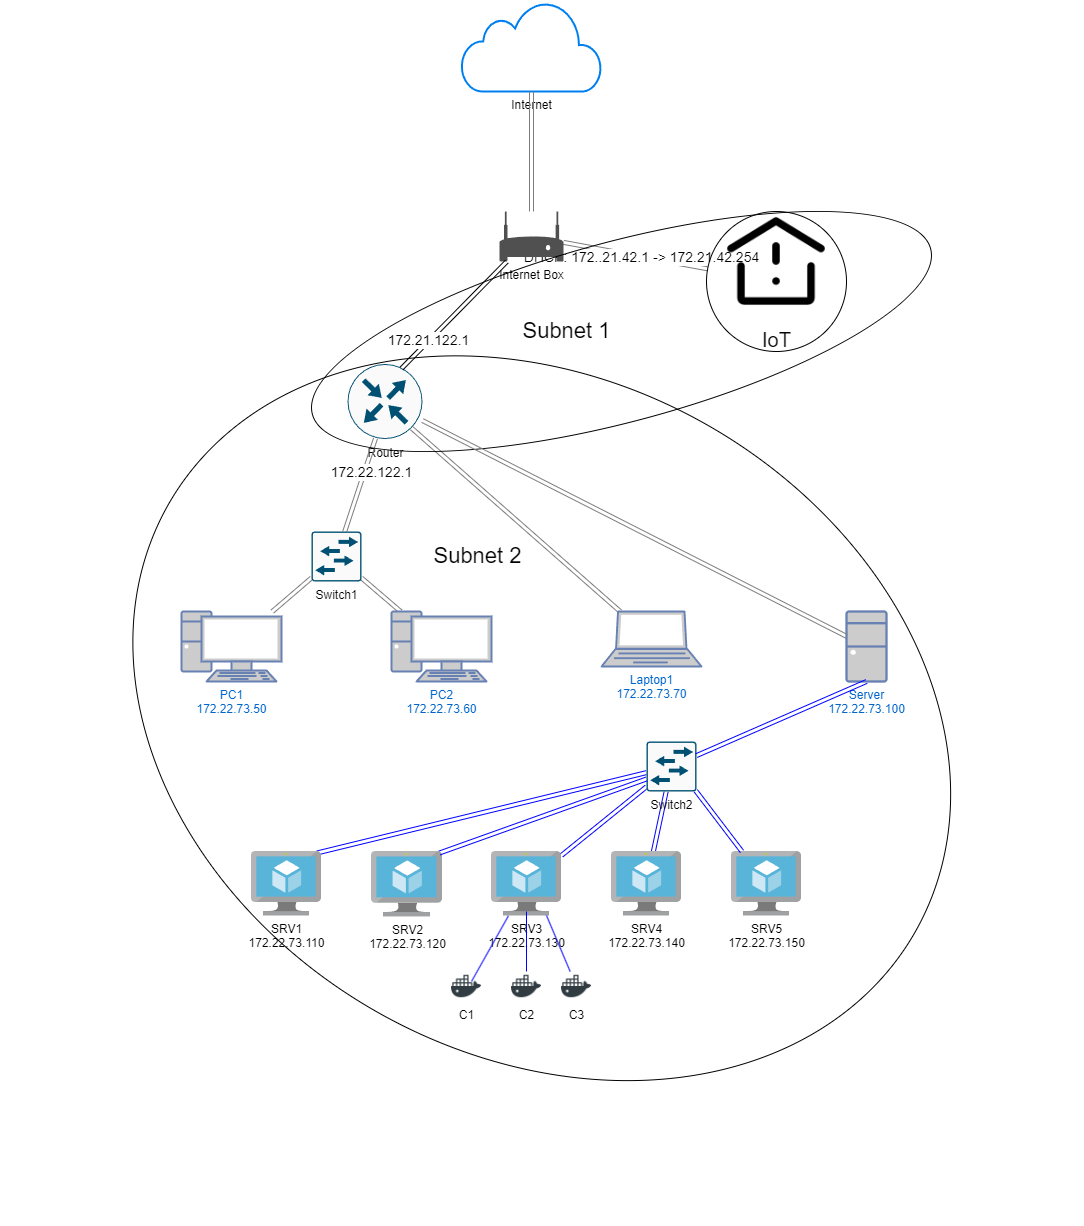 Internet
DHCP: 172..21.42.1 -> 172.21.42.254
Internet Box
Subnet 1
172.21.122.1
IoT
Router
172.22.122.1
Subnet 2
Switch1
PC1
172.22.73.50
PC2
172.22.73.60
Laptop1
172.22.73.70
Server
172.22.73.100
Switch2
SRV1
172.22.73.110
SRV2
172.22.73.120
SRV3
172.22.73.130
SRV4
172.22.73.140
SRV5
172.22.73.150
C1
C2
C3